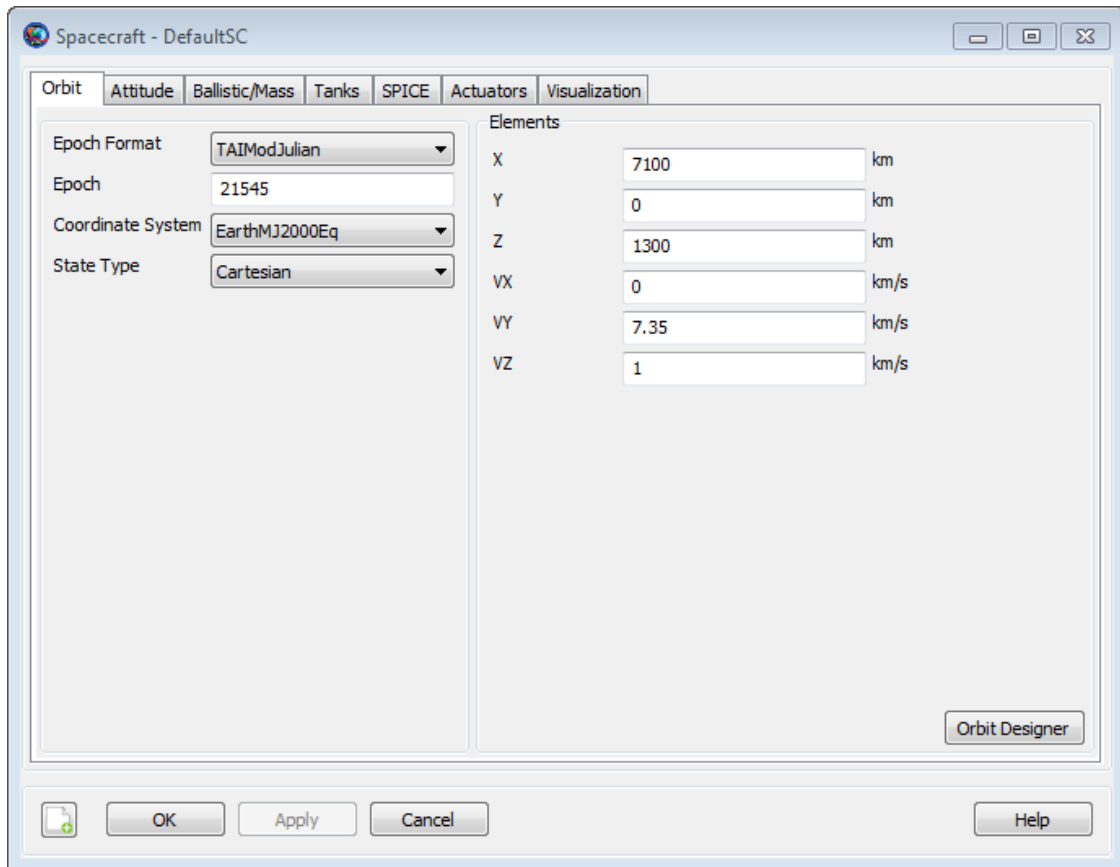 Spacecraft - DefaultSC
Orbit Attitude Ballistic/Mass Tanks SPICE Actuators Visualization
Epoch Format TAIModJulian
Epoch 21545
Coordinate System EarthMJ2000Eq
State Type Cartesian
Elements
X 7100 km
Y 0 km
Z 1300 km
VX 0 km/s
VY 7.35 km/s
VZ 1 km/s
Orbit Designer
OK Apply Cancel Help